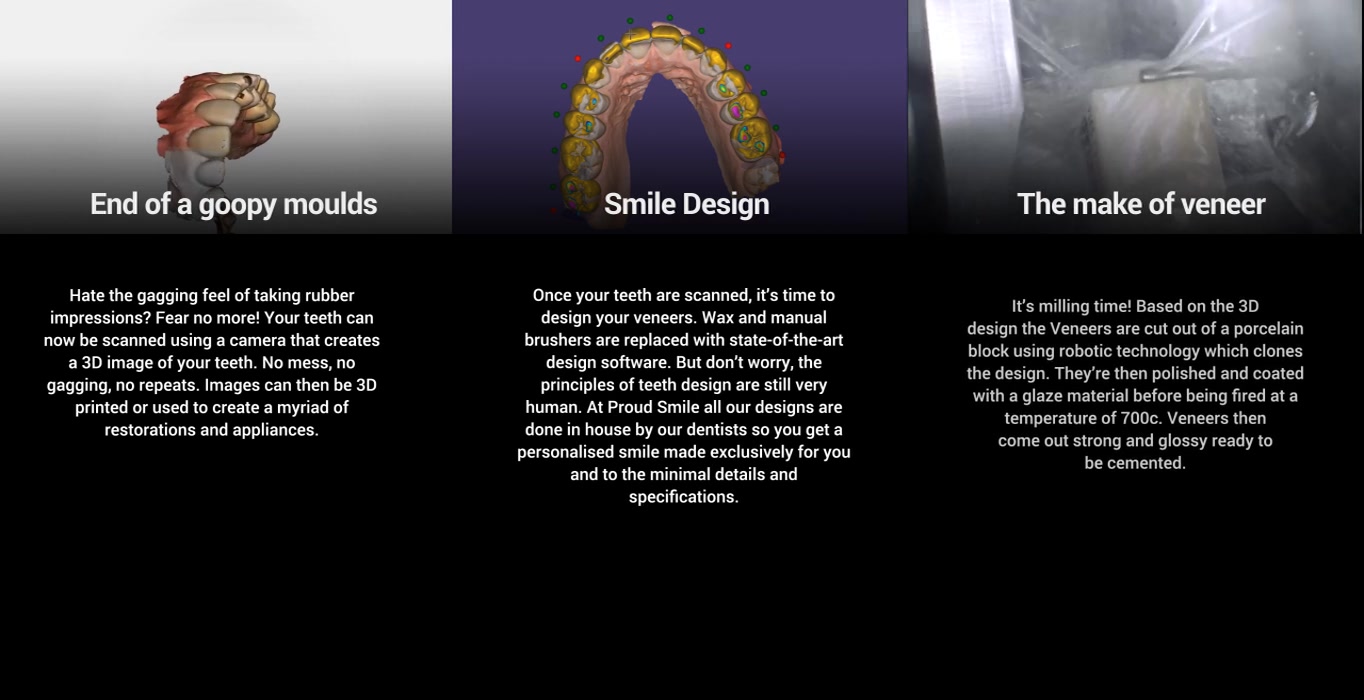 End of a goopy moulds
Hate the gagging feel of taking rubber
impressions? Fear no more! Your teeth can
now be scanned using a camera that creates
a 3D image of your teeth. No mess, no
gagging, no repeats. Images can then be 3D
printed or used to create a myriad of
restorations and appliances.
Smile Design
Once your teeth are scanned, it’s time to
design your veneers. Wax and manual
brushers are replaced with state-of-the-art
design software. But don’t worry, the
principles of teeth design are still very
human. At Proud Smile all our designs are
done in house by our dentists so you get a
personalised smile made exclusively for you
and to the minimal details and
specifications.
The make of veneer
It’s milling time! Based on the 3D
design the Veneers are cut out of a porcelain
block using robotic technology which clones
the design. They’re then polished and coated
with a glaze material before being fired at a
temperature of 700c. Veneers then
come out strong and glossy ready to
be cemented.